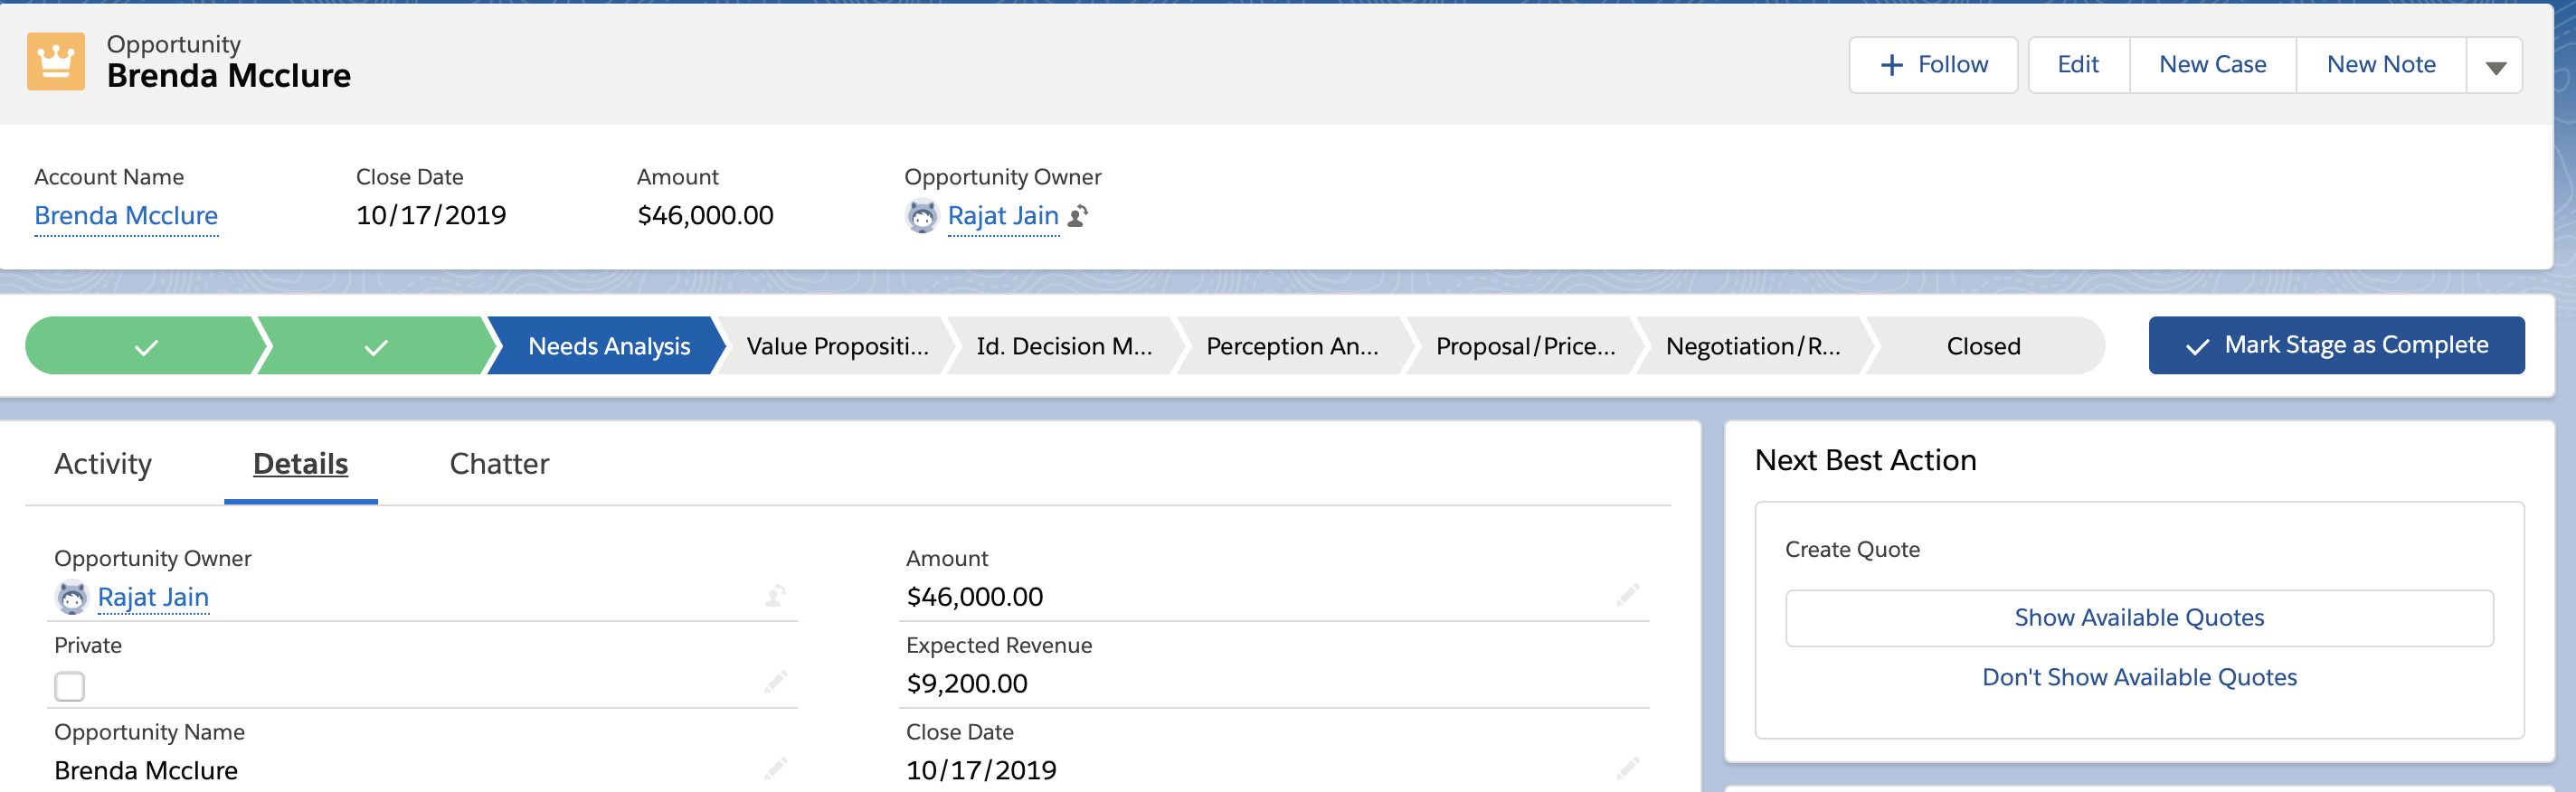 Opportunity
Brenda Mcclure
+ Follow
Edit
New Case
New Note
Account Name
Brenda Mcclure
Close Date
10/17/2019
Amount
$46,000.00
Opportunity Owner
Rajat Jain
Needs Analysis
Value Propositi...
Id. Decision M...
Perception An...
Proposal/Price...
Negotiation/R...
Closed
Mark Stage as Complete
Activity
Details
Chatter
Opportunity Owner
Rajat Jain
Private
Opportunity Name
Brenda Mcclure
Amount
$46,000.00
Expected Revenue
$9,200.00
Close Date
10/17/2019
Next Best Action
Create Quote
Show Available Quotes
Don't Show Available Quotes